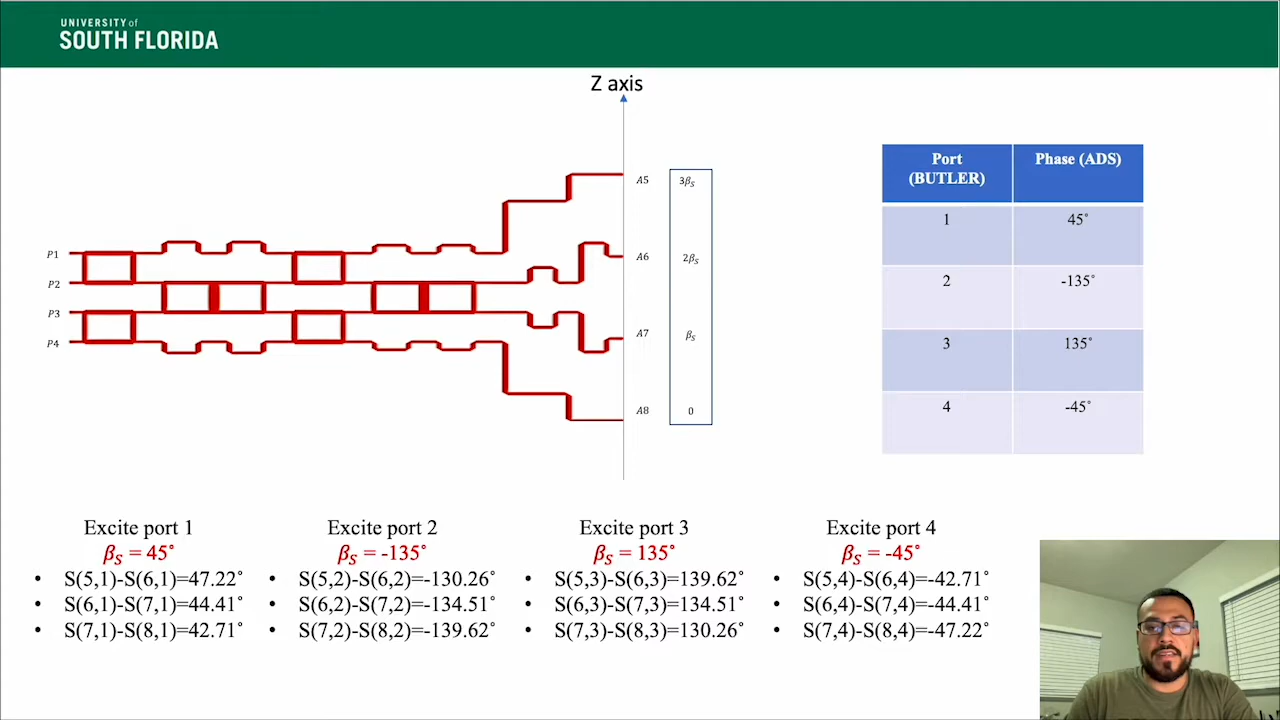 UNIVERSITY of
SOUTH FLORIDA
Z axis
A5 3βS
P1
A6 2βS
P2
P3
A7 βS
P4
A8 0
Port (BUTLER) Phase (ADS)
1 45˚
2 -135˚
3 135˚
4 -45˚
Excite port 1
βS = 45˚
• S(5,1)-S(6,1)=47.22˚
• S(6,1)-S(7,1)=44.41˚
• S(7,1)-S(8,1)=42.71˚
Excite port 2
βS = -135˚
• S(5,2)-S(6,2)=-130.26˚
• S(6,2)-S(7,2)=-134.51˚
• S(7,2)-S(8,2)=-139.62˚
Excite port 3
βS = 135˚
• S(5,3)-S(6,3)=139.62˚
• S(6,3)-S(7,3)=134.51˚
• S(7,3)-S(8,3)=130.26˚
Excite port 4
βS = -45˚
• S(5,4)-S(6,4)=-42.71˚
• S(6,4)-S(7,4)=-44.41˚
• S(7,4)-S(8,4)=-47.22˚